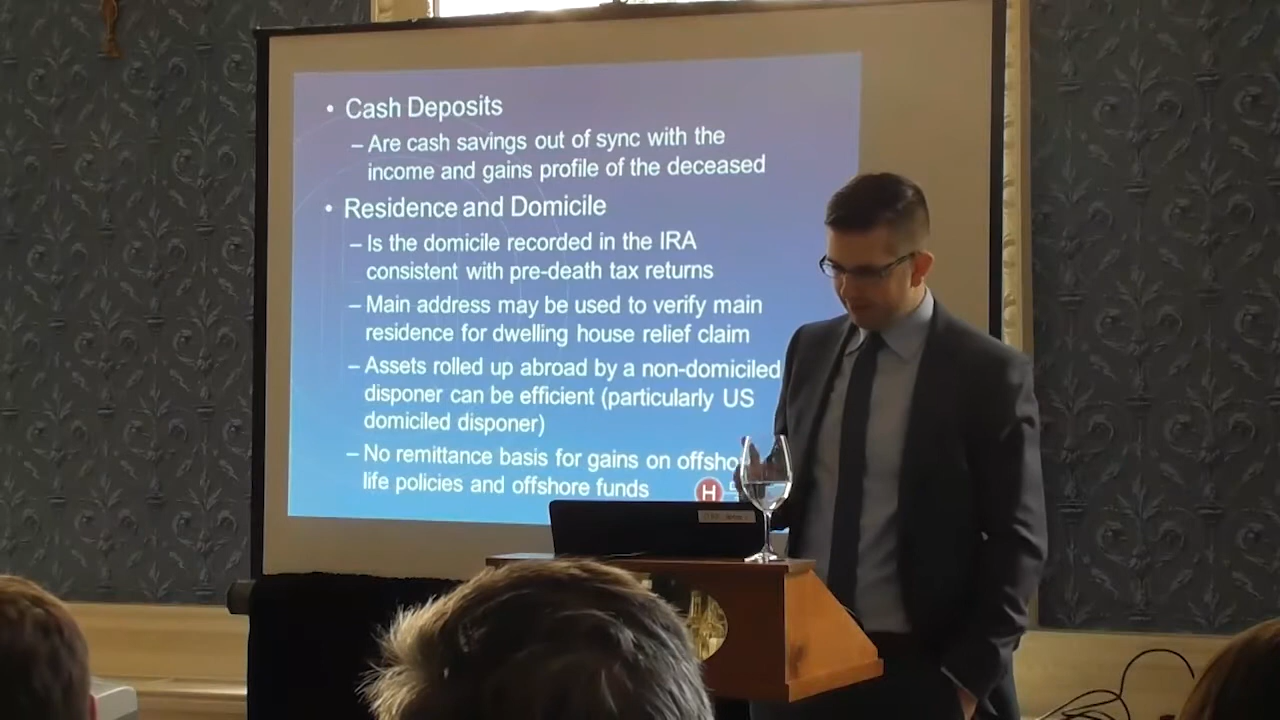 • Cash Deposits
– Are cash savings out of sync with the
income and gains profile of the deceased
• Residence and Domicile
– Is the domicile recorded in the IRA
consistent with pre-death tax returns
– Main address may be used to verify main
residence for dwelling house relief claim
– Assets rolled up abroad by a non-domiciled
disponer can be efficient (particularly US
domiciled disponer)
– No remittance basis for gains on offsho
life policies and offshore funds
H